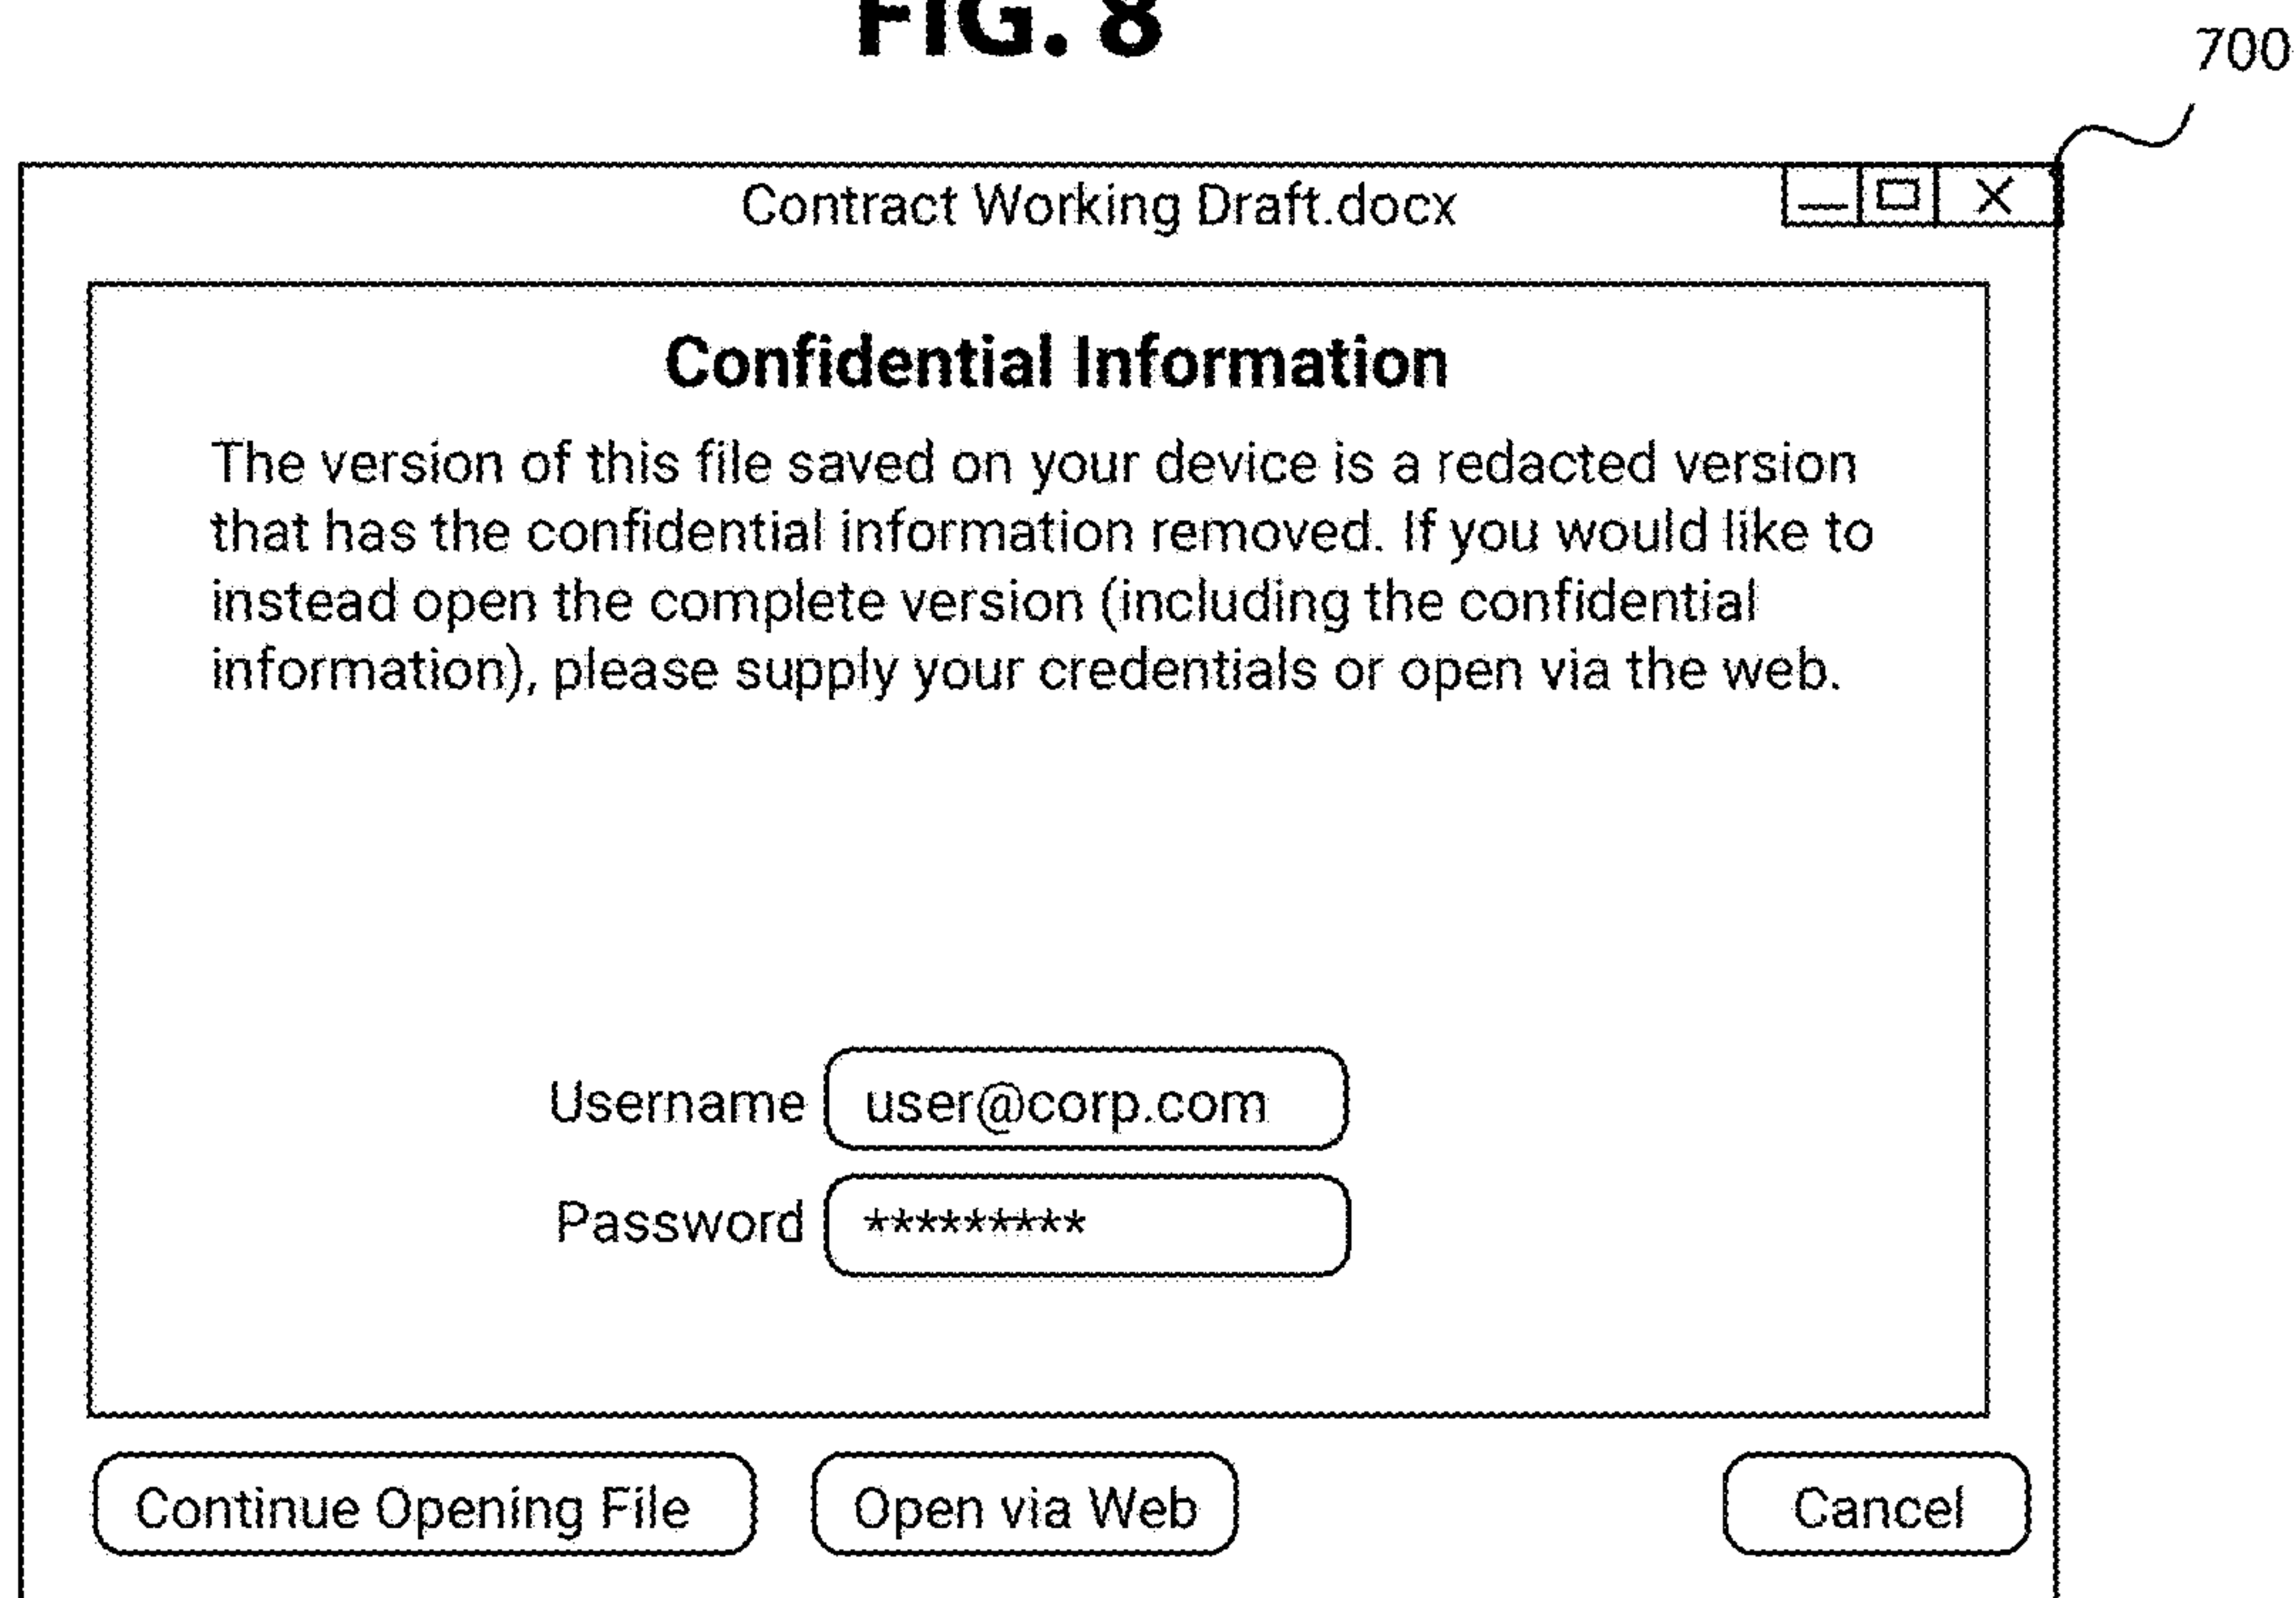 FIG. 8
700
Contract Working Draft.docx
Confidential Information
The version of this file saved on your device is a redacted version
that has the confidential information removed. If you would like to
instead open the complete version (including the confidential
information), please supply your credentials or open via the web.
Username user@corp.com
Password *********
Continue Opening File Open via Web Cancel